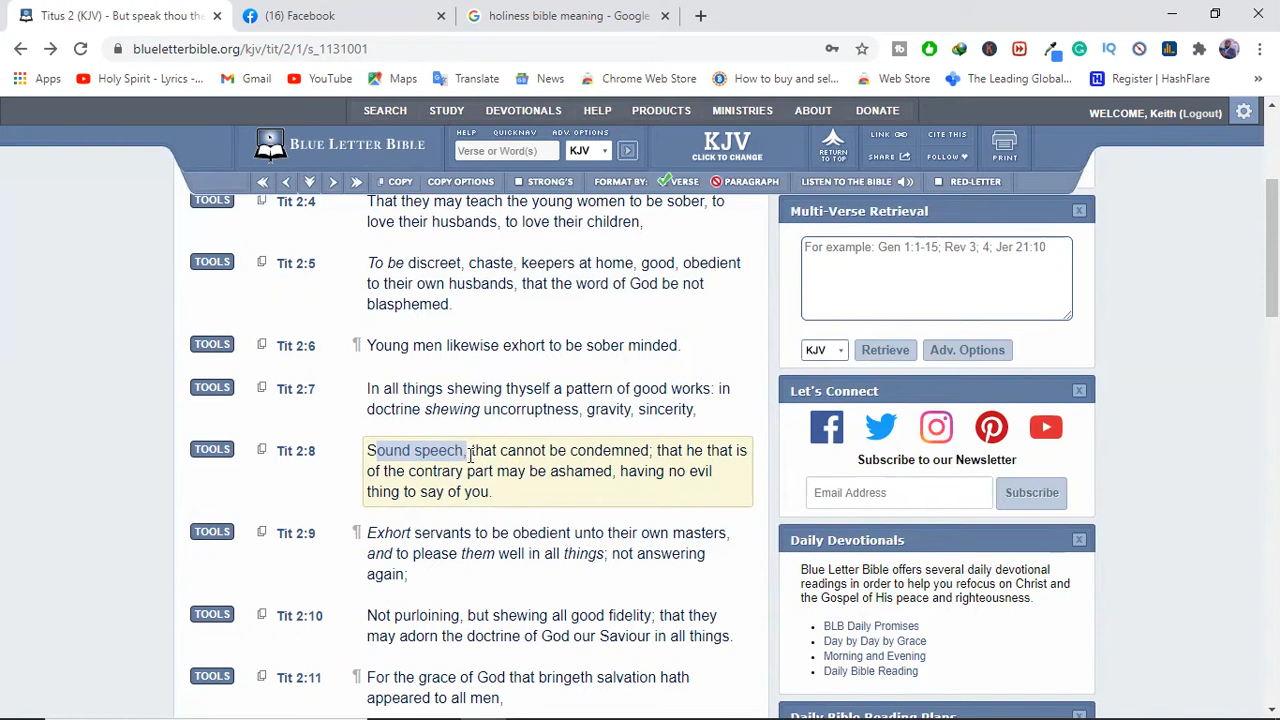 Titus 2 (KJV) - But speak thou the
(16) Facebook
holiness bible meaning - Google
blueletterbible.org/kjv/tit/2/1/s_1131001
Apps
Holy Spirit - Lyrics -...
Gmail
YouTube
Maps
Translate
News
Chrome Web Store
How to buy and sel...
Web Store
The Leading Global...
Register | HashFlare
SEARCH STUDY DEVOTIONALS HELP PRODUCTS MINISTRIES ABOUT DONATE
WELCOME, Keith (Logout)
BLUE LETTER BIBLE
HELP QUICKNAV ADV. OPTIONS
Verse or Word(s) KJV
KJV
CLICK TO CHANGE
RETURN
TO TOP
LINK CITE THIS
SHARE FOLLOW
PRINT
COPY COPY OPTIONS STRONG'S FORMAT BY: VERSE PARAGRAPH LISTEN TO THE BIBLE RED-LETTER
TOOLS Tit 2:4 That they may teach the young women to be sober, to
love their husbands, to love their children,
TOOLS Tit 2:5 To be discreet, chaste, keepers at home, good, obedient
to their own husbands, that the word of God be not
blasphemed.
TOOLS Tit 2:6 ¶ Young men likewise exhort to be sober minded.
TOOLS Tit 2:7 In all things shewing thyself a pattern of good works: in
doctrine shewing uncorruptness, gravity, sincerity,
TOOLS Tit 2:8 Sound speech, that cannot be condemned; that he that is
of the contrary part may be ashamed, having no evil
thing to say of you.
TOOLS Tit 2:9 ¶ Exhort servants to be obedient unto their own masters,
and to please them well in all things; not answering
again;
TOOLS Tit 2:10 Not purloining, but shewing all good fidelity; that they
may adorn the doctrine of God our Saviour in all things.
TOOLS Tit 2:11 ¶ For the grace of God that bringeth salvation hath
appeared to all men,
Multi-Verse Retrieval X
For example: Gen 1:1-15; Rev 3; 4; Jer 21:10
KJV Retrieve Adv. Options
Let's Connect X
Subscribe to our Newsletter
Email Address Subscribe
Daily Devotionals X
Blue Letter Bible offers several daily devotional
readings in order to help you refocus on Christ and
the Gospel of His peace and righteousness.
BLB Daily Promises
Day by Day by Grace
Morning and Evening
Daily Bible Reading
Daily Bible Reading Plans